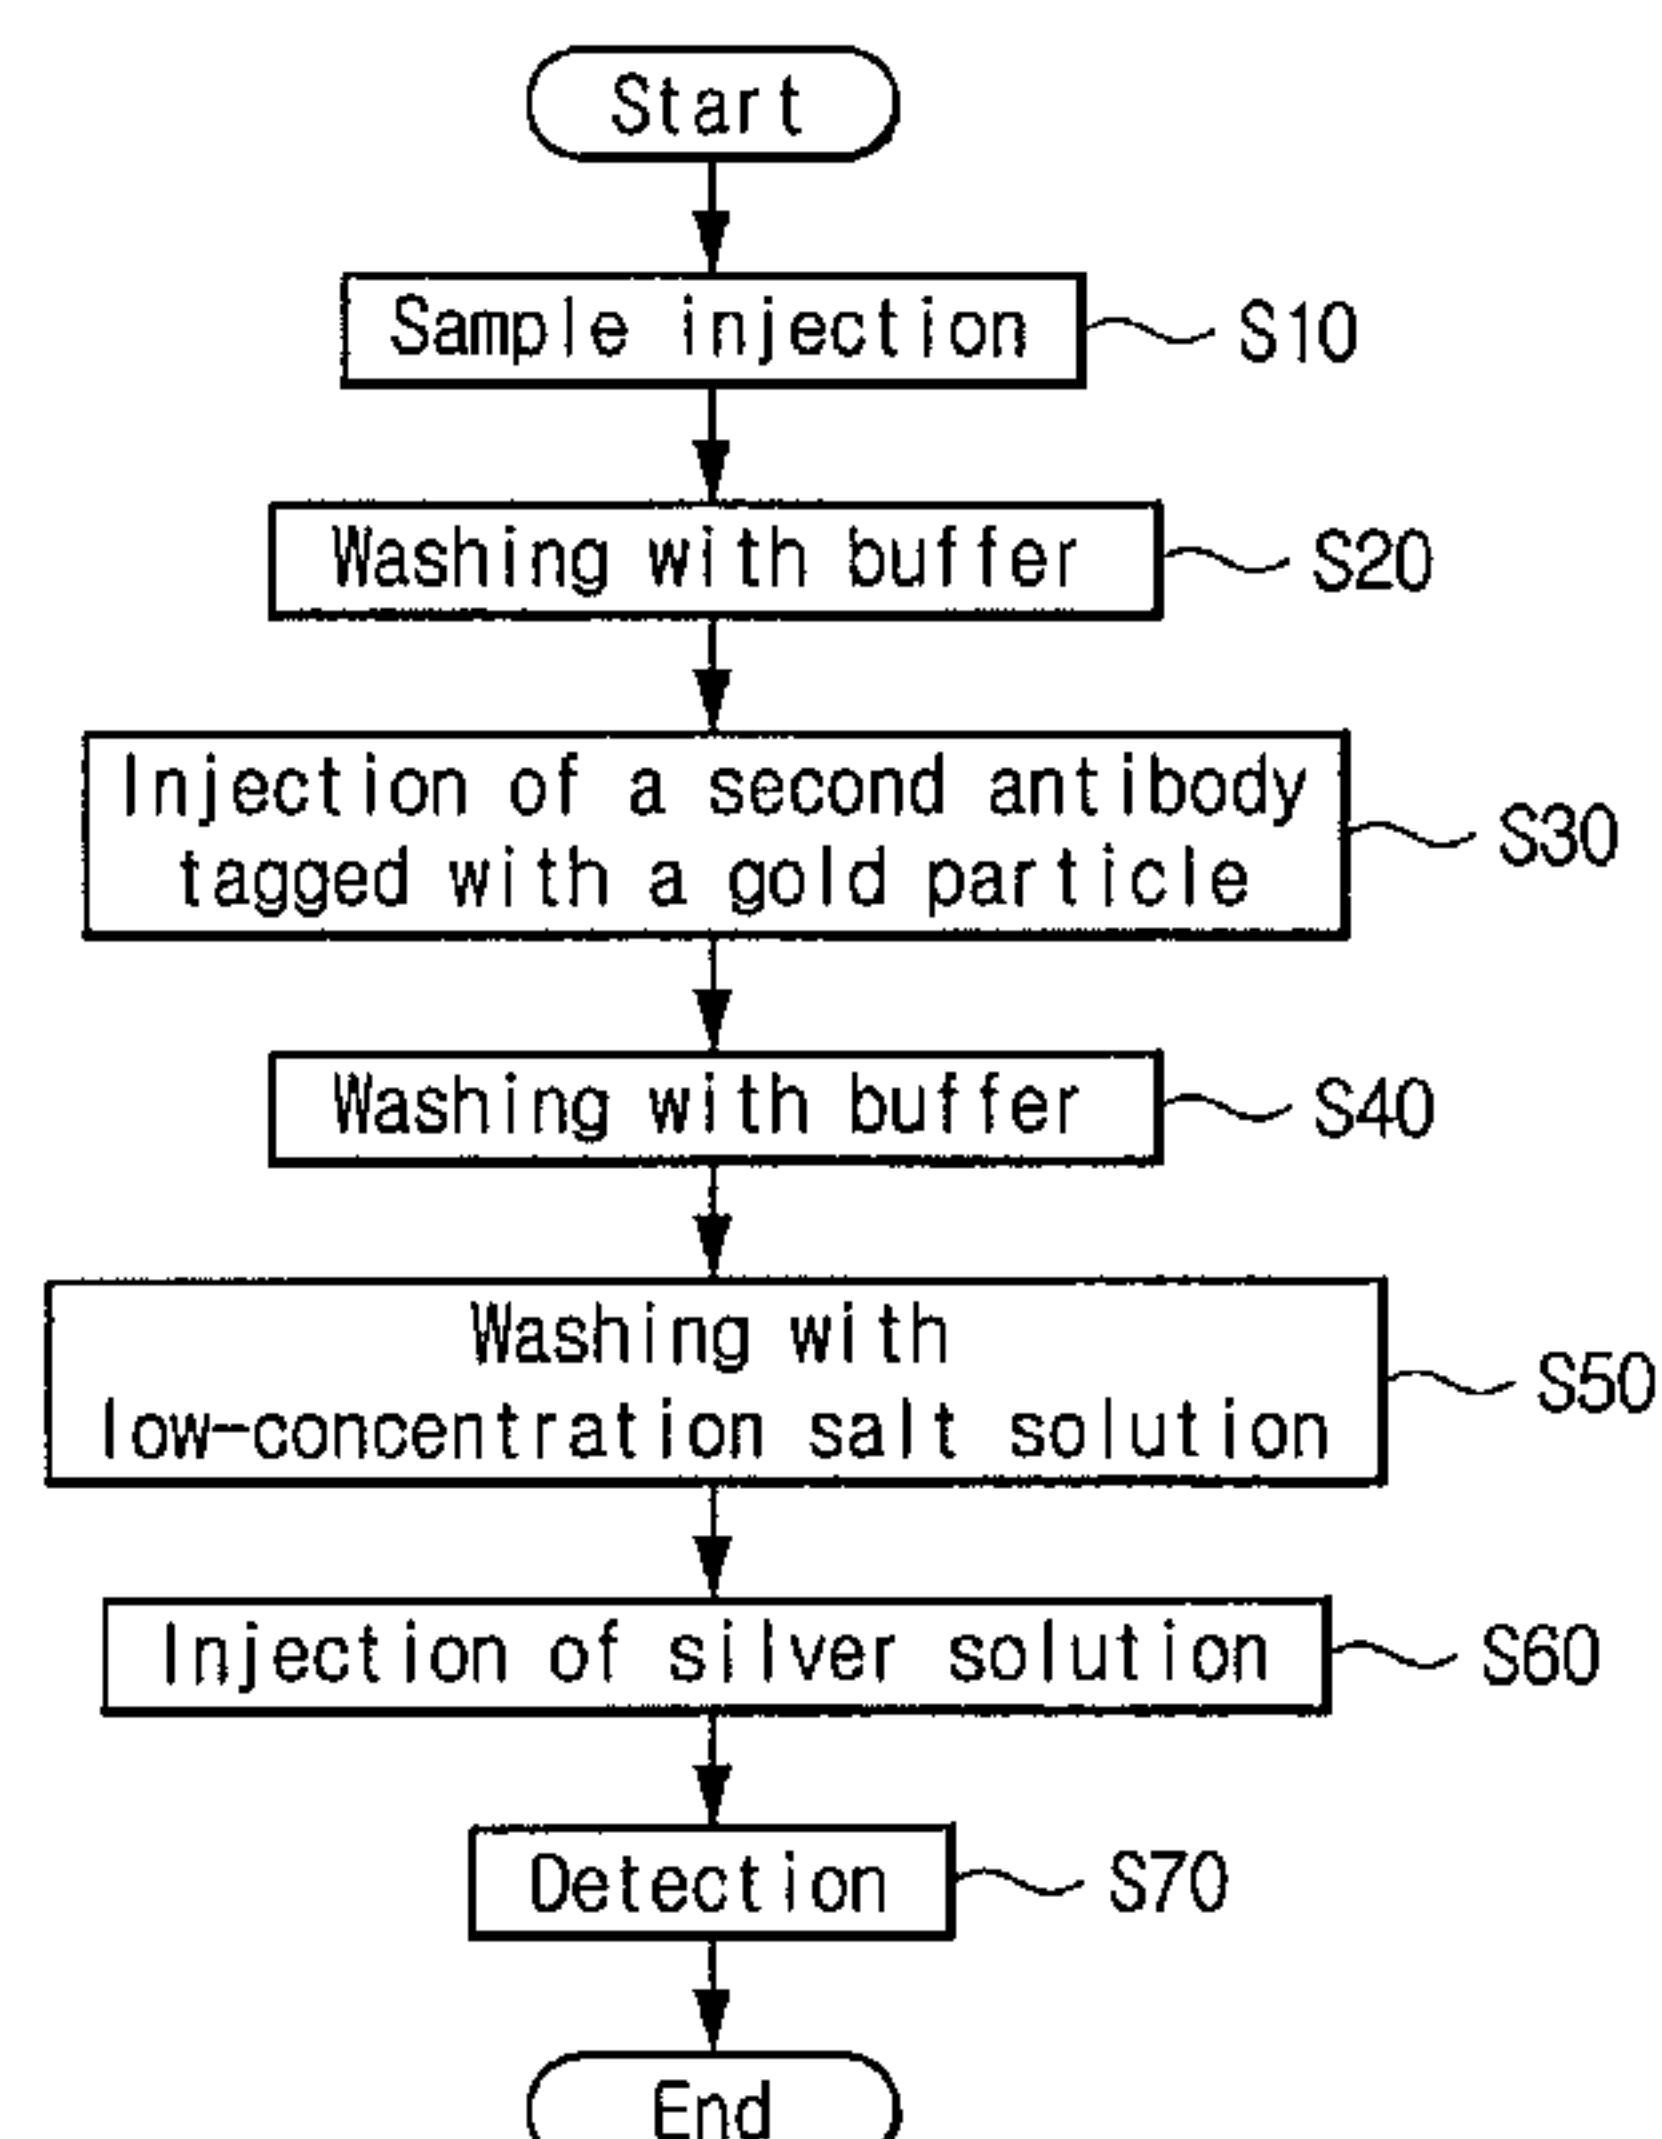 Start
Sample injection S10
Washing with buffer S20
Injection of a second antibody
tagged with a gold particle S30
Washing with buffer S40
Washing with
low-concentration salt solution S50
Injection of silver solution S60
Detection S70
End